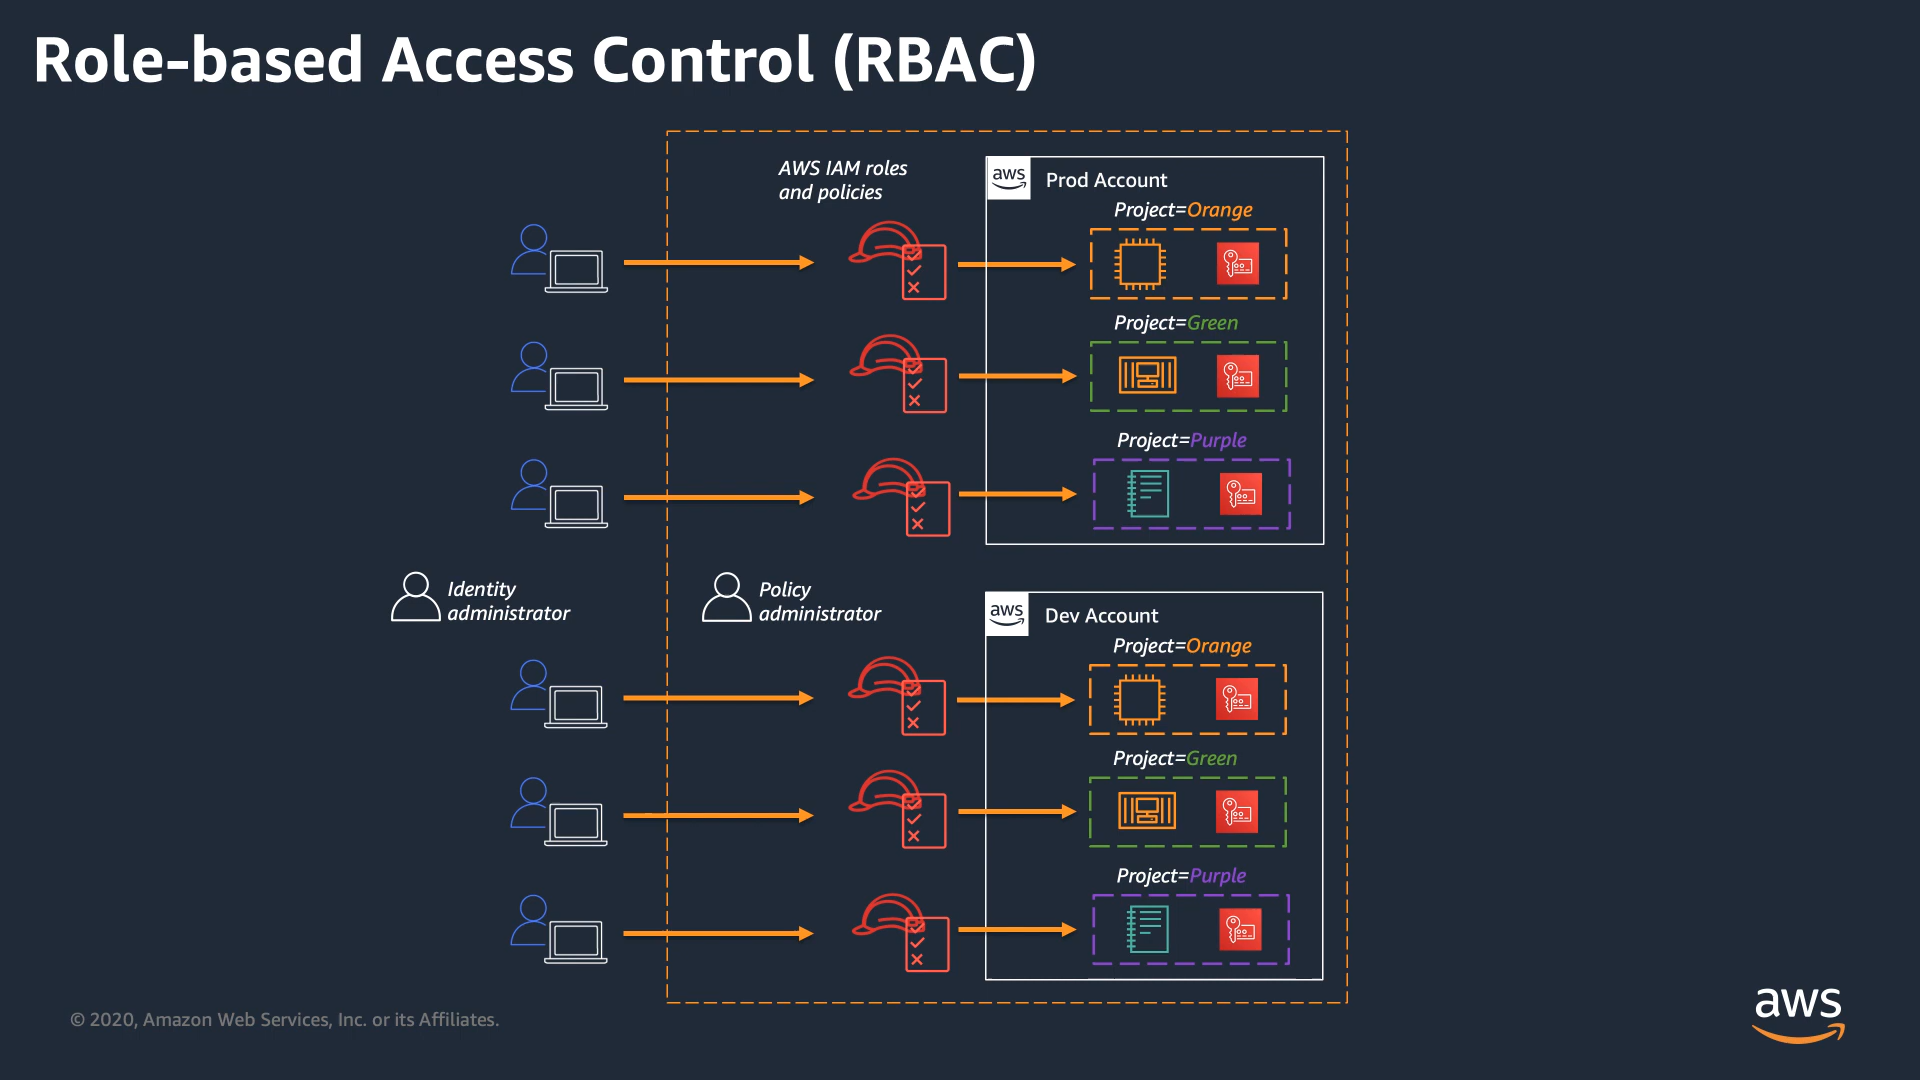 Role-based Access Control (RBAC)
AWS IAM roles
and policies
aws
Prod Account
Project=Orange
Project=Green
Project=Purple
Identity
administrator
Policy
administrator
aws
Dev Account
Project=Orange
Project=Green
Project=Purple
© 2020, Amazon Web Services, Inc. or its Affiliates.
aws